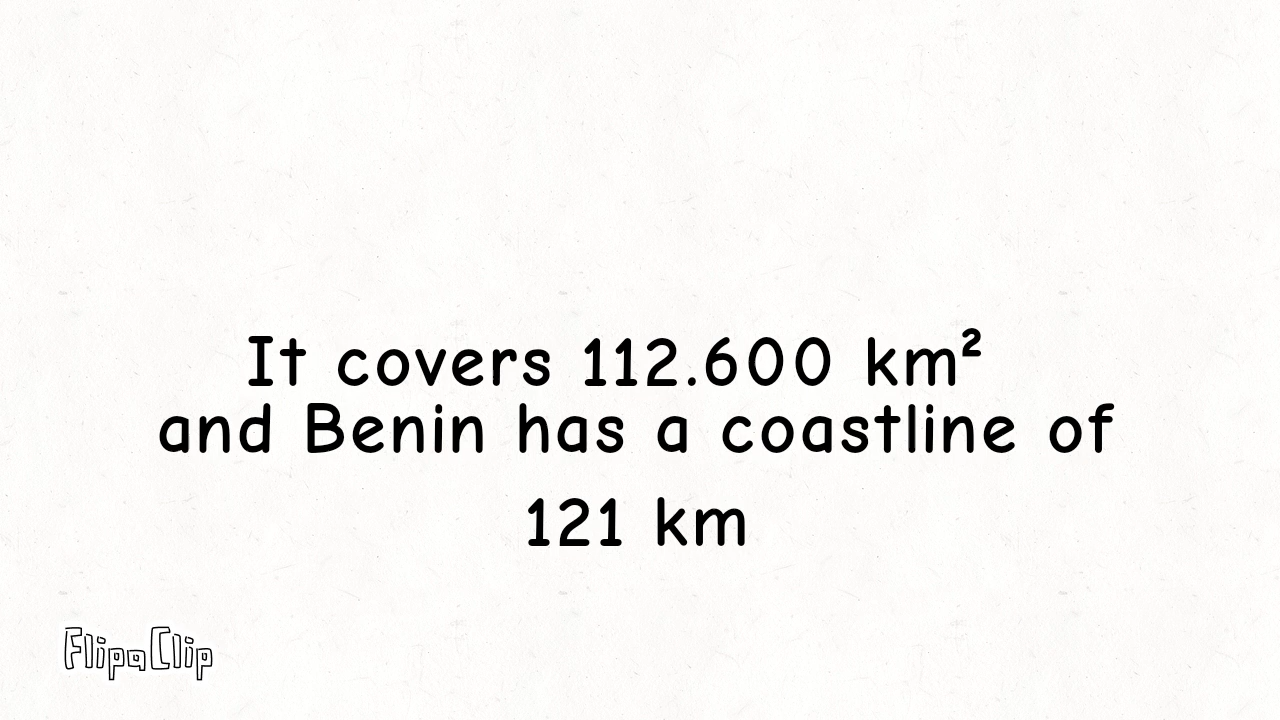 It covers 112.600 km²
and Benin has a coastline of
121 km
FlipaClip